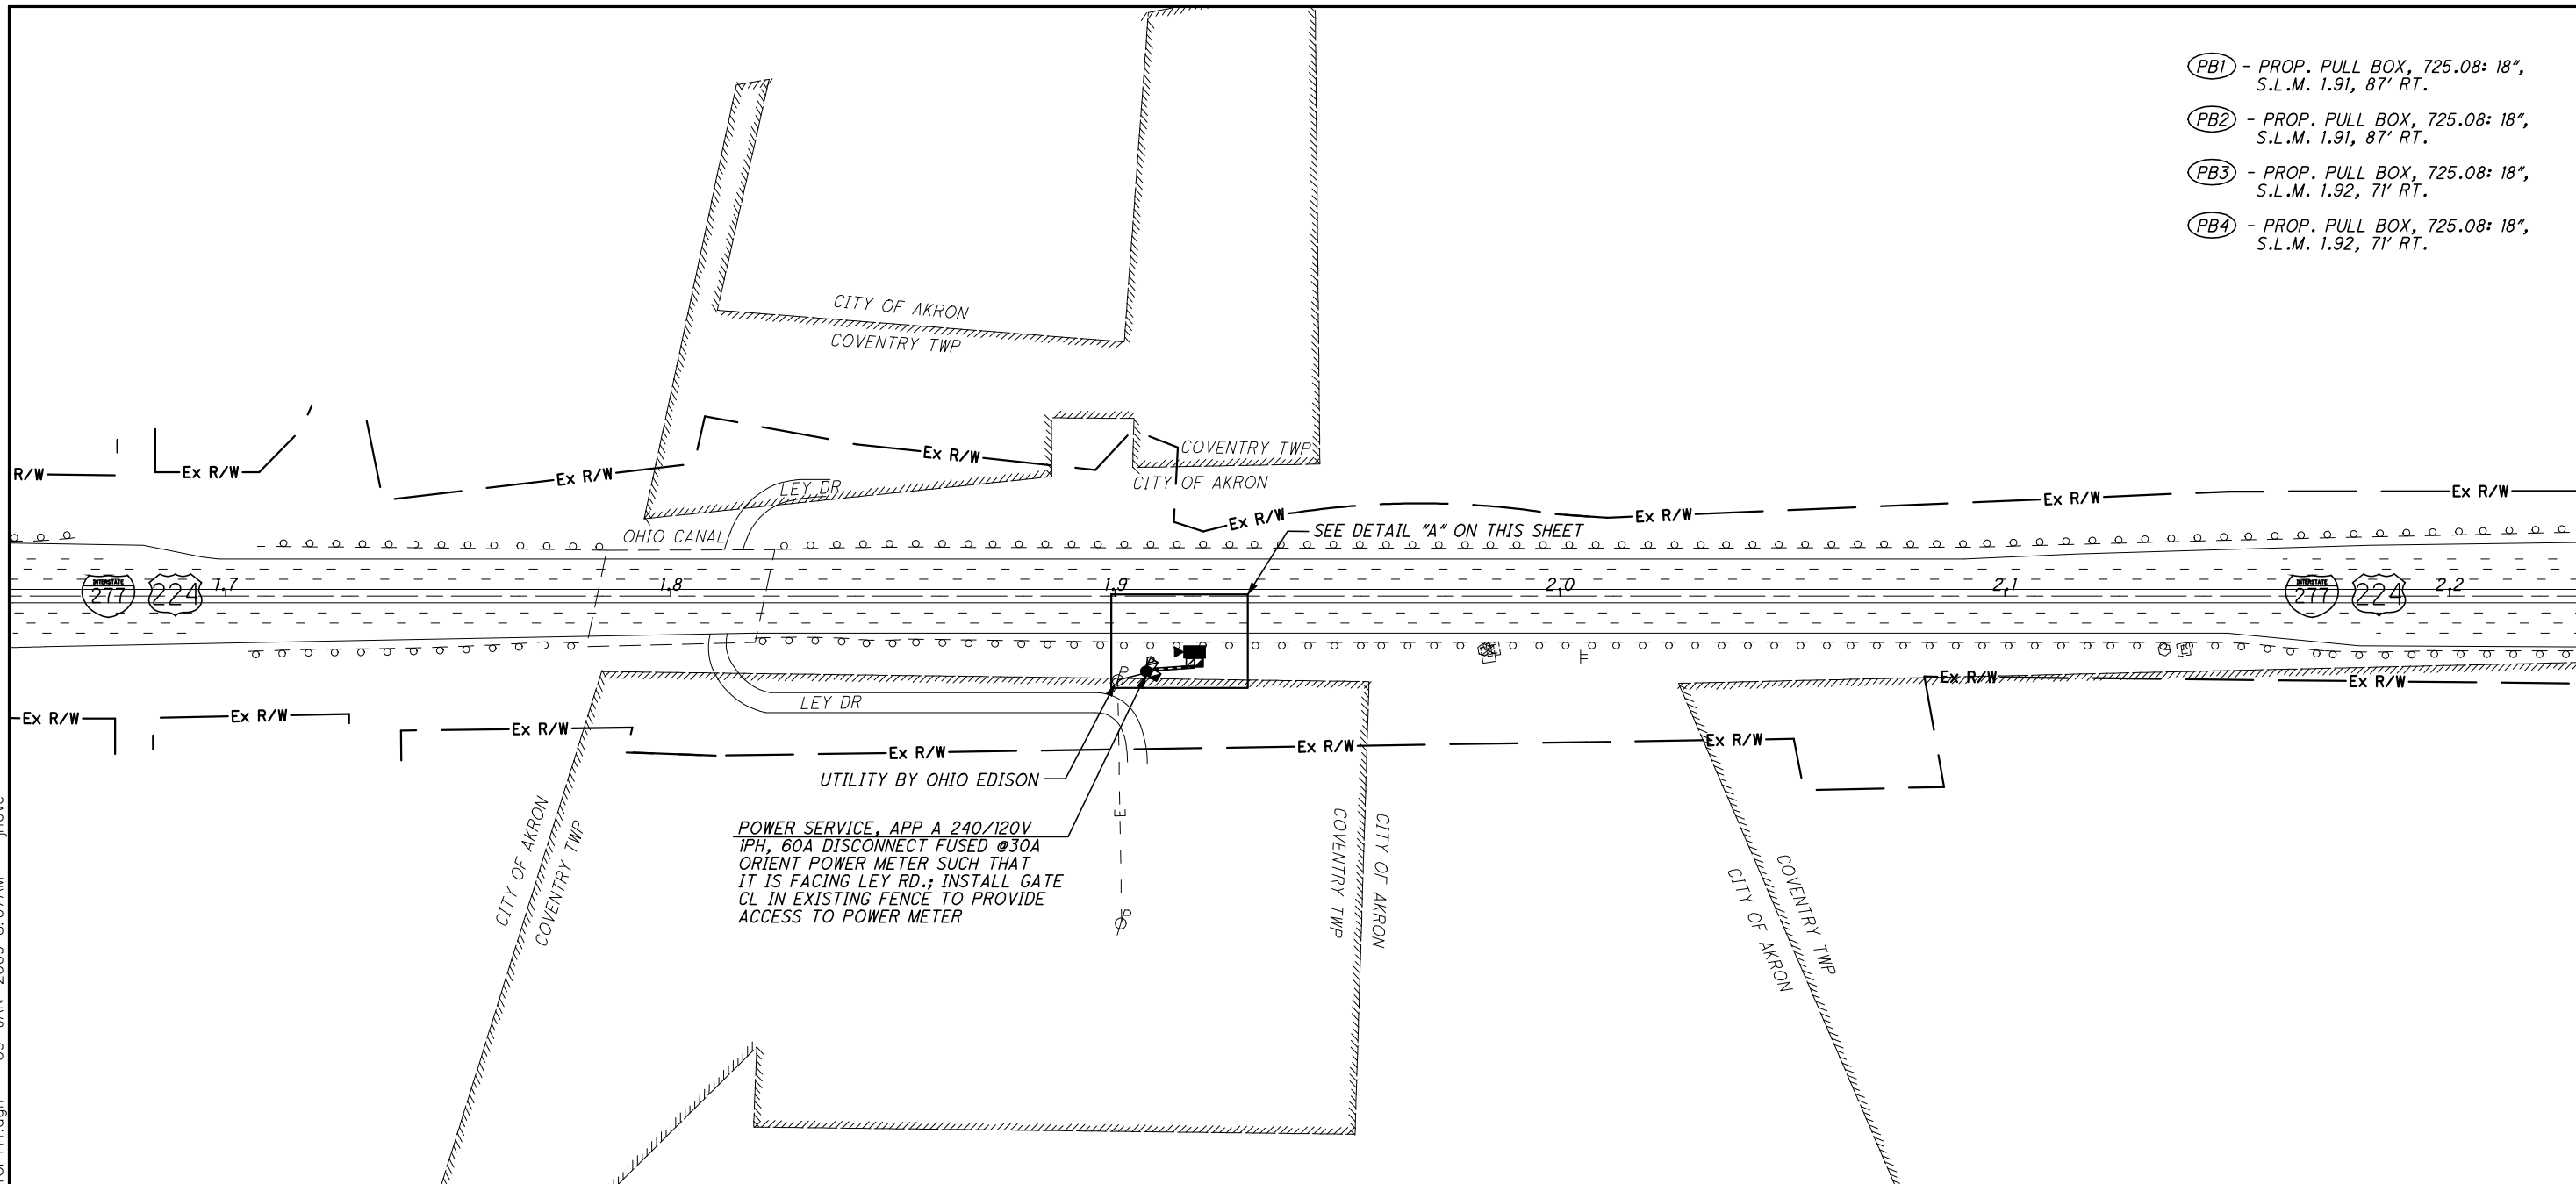 PB1 - PROP. PULL BOX, 725.08: 18",
S.L.M. 1.91, 87' RT.
PB2 - PROP. PULL BOX, 725.08: 18",
S.L.M. 1.91, 87' RT.
PB3 - PROP. PULL BOX, 725.08: 18",
S.L.M. 1.92, 71' RT.
PB4 - PROP. PULL BOX, 725.08: 18",
S.L.M. 1.92, 71' RT.
CITY OF AKRON
COVENTRY TWP
COVENTRY TWP
CITY OF AKRON
R/W
Ex R/W
Ex R/W
Ex R/W
Ex R/W
Ex R/W
Ex R/W
Ex R/W
LEY DR
OHIO CANAL
SEE DETAIL "A" ON THIS SHEET
INTERSTATE
277
224
1.7
1.8
1.9
2.0
2.1
INTERSTATE
277
224
2.2
P
LEY DR
Ex R/W
Ex R/W
Ex R/W
Ex R/W
Ex R/W
Ex R/W
Ex R/W
Ex R/W
UTILITY BY OHIO EDISON
E
POWER SERVICE, APP A 240/120V
1PH, 60A DISCONNECT FUSED @30A
ORIENT POWER METER SUCH THAT
IT IS FACING LEY RD.; INSTALL GATE
CL IN EXISTING FENCE TO PROVIDE
ACCESS TO POWER METER
P
CITY OF AKRON
COVENTRY TWP
COVENTRY TWP
CITY OF AKRON
COVENTRY TWP
CITY OF AKRON